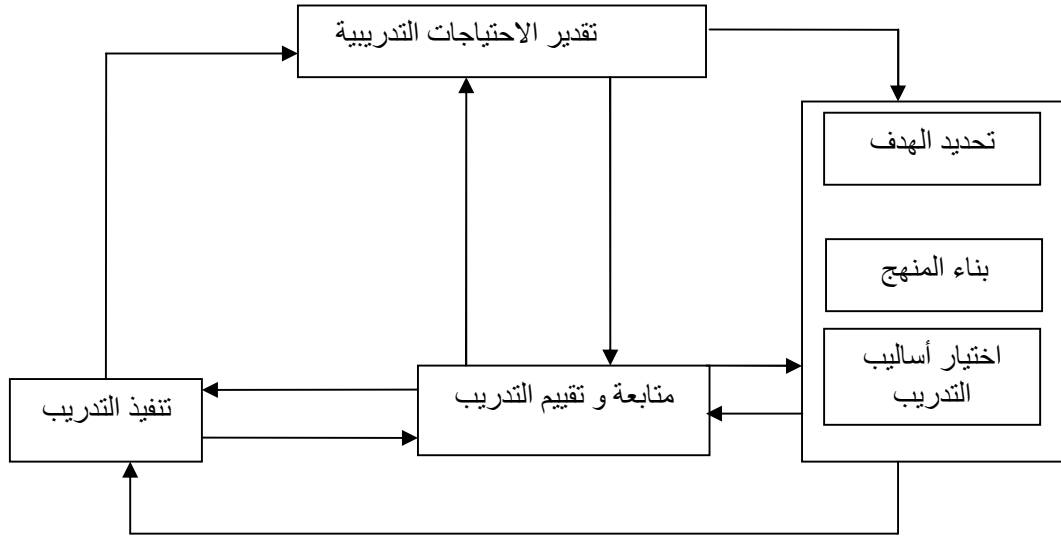 تقدير الاحتياجات التدريبية
تحديد الهدف
بناء المنهج
اختيار أساليب
التدريب
متابعة و تقييم التدريب
تنفيذ التدريب